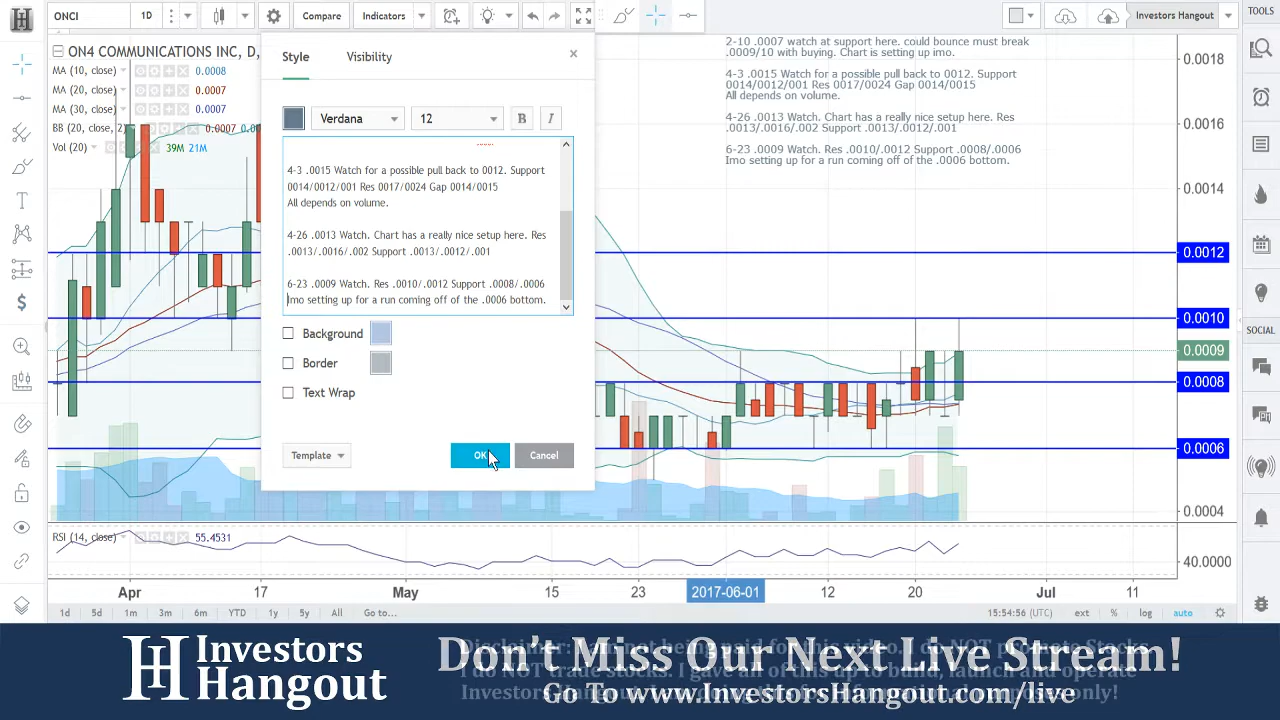 ONCI 1D Compare Indicators Investors Hangout TOOLS
ON4 COMMUNICATIONS INC, D,
MA (10, close) 0.0008
MA (20, close) 0.0007
MA (30, close) 0.0007
BB (20, close, 2) 0.0007
Vol (20) 39M 21M
Style Visibility
Verdana 12 B I
4-3 .0015 Watch for a possible pull back to 0012. Support
0014/0012/001 Res 0017/0024 Gap 0014/0015
All depends on volume.
4-26 .0013 Watch. Chart has a really nice setup here. Res
.0013/.0016/.002 Support .0013/.0012/.001
6-23 .0009 Watch. Res .0010/.0012 Support .0008/.0006
Imo setting up for a run coming off of the .0006 bottom.
Background
Border
Text Wrap
Template OK Cancel
2-10 .0007 watch at support here. could bounce must break
.0009/10 with buying. Chart is setting up imo.
4-3 .0015 Watch for a possible pull back to 0012. Support
0014/0012/001 Res 0017/0024 Gap 0014/0015
All depends on volume.
4-26 .0013 Watch. Chart has a really nice setup here. Res
.0013/.0016/.002 Support .0013/.0012/.001
6-23 .0009 Watch. Res .0010/.0012 Support .0008/.0006
Imo setting up for a run coming off of the .0006 bottom.
0.0018
0.0016
0.0014
0.0012
0.0010
0.0009
0.0008
0.0006
0.0004
SOCIAL
RSI (14, close) 55.4531
40.0000
Apr 17 May 15 23 2017-06-01 12 20 Jul 11
1d 5d 1m 3m 6m YTD 1y 5y All Go to... 15:54:56 (UTC) ext % log auto
Investors
Hangout
Don't Miss Our Next Live Stream!
Go To www.InvestorsHangout.com/live